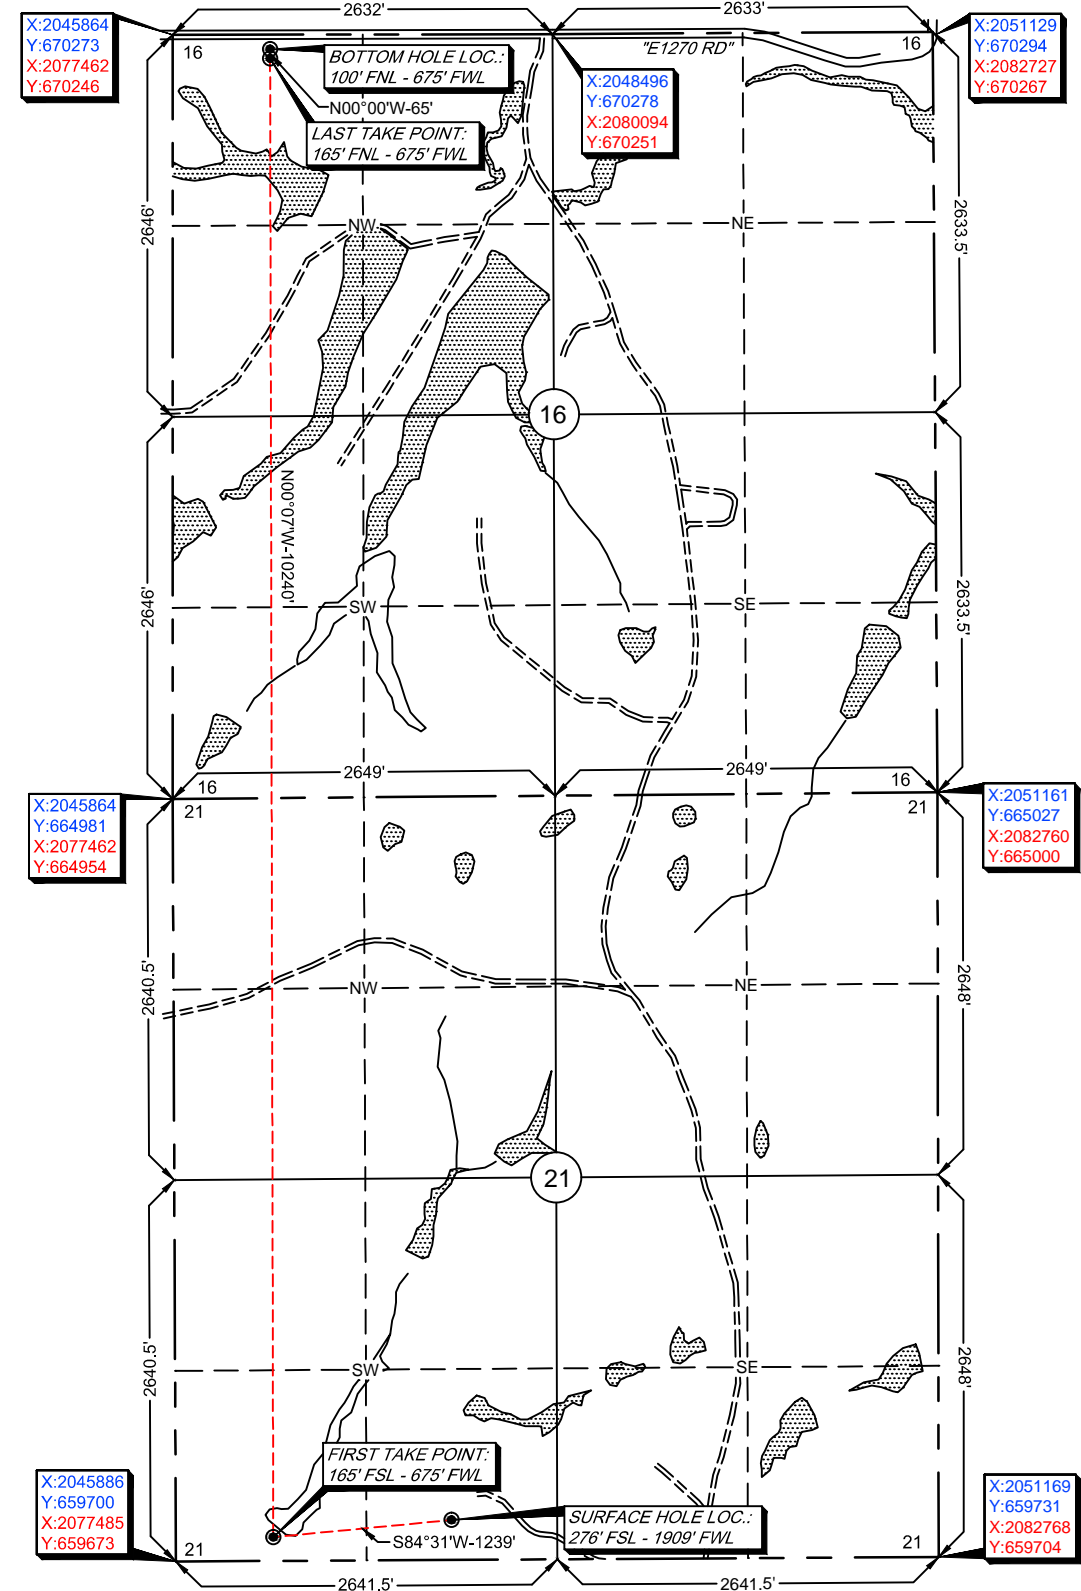 2632'
2633'
X:2045864
Y:670273
X:2077462
Y:670246
16
BOTTOM HOLE LOC.:
100' FNL - 675' FWL
"E1270 RD"
16
X:2051129
Y:670294
X:2082727
Y:670267
X:2048496
Y:670278
X:2080094
Y:670251
N00°00'W-65'
LAST TAKE POINT:
165' FNL - 675' FWL
2646'
NW
NE
2633.5'
16
N00°07'W-10240'
2646'
SW
SE
2633.5'
2649'
2649'
16
21
16
21
X:2045864
Y:664981
X:2077462
Y:664954
X:2051161
Y:665027
X:2082760
Y:665000
2640.5'
NW
NE
2648'
21
2640.5'
SW
SE
2648'
FIRST TAKE POINT:
165' FSL - 675' FWL
X:2045886
Y:659700
X:2077485
Y:659673
SURFACE HOLE LOC.:
276' FSL - 1909' FWL
S84°31'W-1239'
X:2051169
Y:659731
X:2082768
Y:659704
21
21
2641.5'
2641.5'